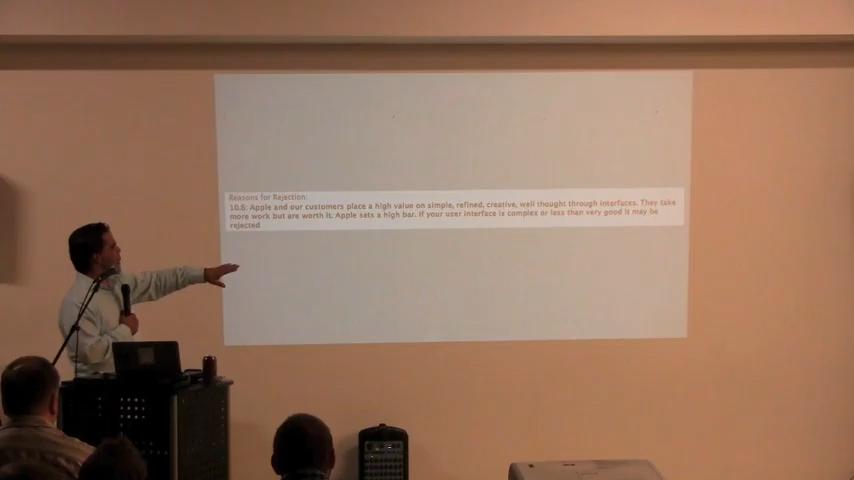 Reasons for Rejection:
10.6: Apple and our customers place a high value on simple, refined, creative, well thought through interfaces. They take
more work but are worth it. Apple sets a high bar. If your user interface is complex or less than very good it may be
rejected